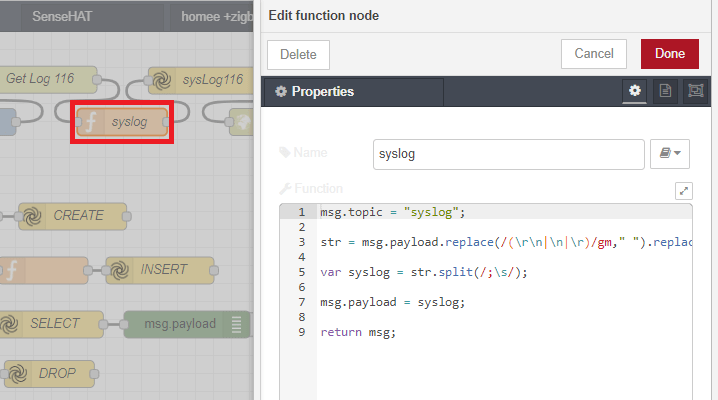 SenseHAT
homee +zigb
Get Log 116
sysLog116
syslog
CREATE
INSERT
SELECT
msg.payload
DROP
Edit function node
Delete
Cancel
Done
Properties
Name
syslog
Function
1 msg.topic = "syslog";
2
3 str = msg.payload.replace(/(\r\n|\n|\r)/gm," ").replac
4
5 var syslog = str.split(/;\s/);
6
7 msg.payload = syslog;
8
9 return msg;